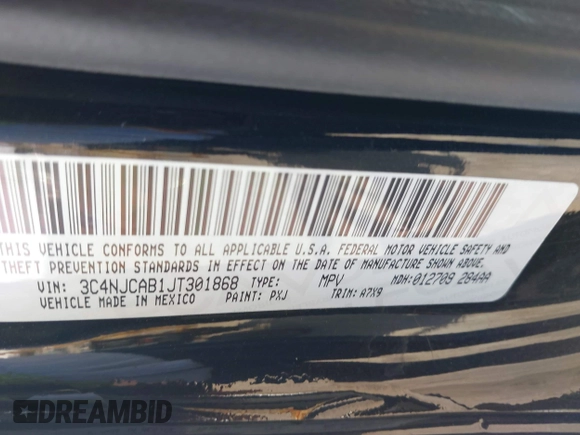 THIS VEHICLE CONFORMS TO ALL APPLICABLE U.S.A. FEDERAL MOTOR VEHICLE SAFETY AND
THEFT PREVENTION STANDARDS IN EFFECT ON THE DATE OF MANUFACTURE SHOWN ABOVE.
VIN: 3C4NJCAB1JT301868 TYPE: MPV MDH:012709 284AA
VEHICLE MADE IN MEXICO PAINT: PXJ TRIM: A7X9
DREAMBID